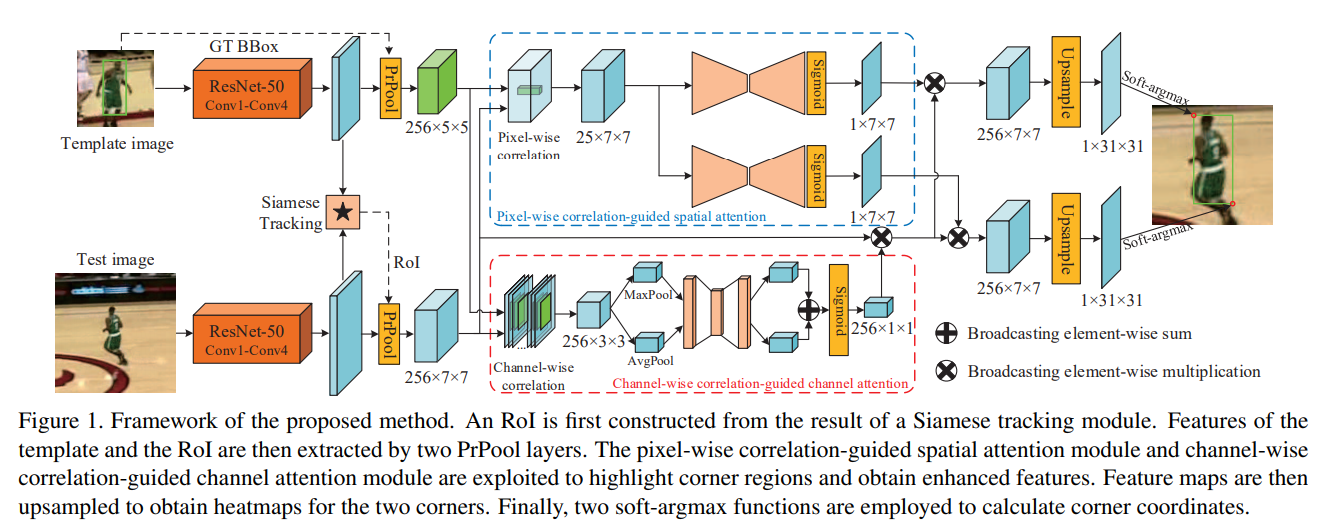 GT BBox
ResNet-50
Conv1-Conv4
PrPool
256×5×5
Template image
Pixel-wise
correlation
25×7×7
Sigmoid
1×7×7
Sigmoid
1×7×7
Pixel-wise correlation-guided spatial attention
256×7×7
Upsample
1×31×31
Soft-argmax
Siamese
Tracking
RoI
Test image
ResNet-50
Conv1-Conv4
PrPool
256×7×7
Channel-wise
correlation
256×3×3
MaxPool
AvgPool
Sigmoid
256×1×1
Channel-wise correlation-guided channel attention
256×7×7
Upsample
1×31×31
Soft-argmax
Broadcasting element-wise sum
Broadcasting element-wise multiplication
Figure 1. Framework of the proposed method. An RoI is first constructed from the result of a Siamese tracking module. Features of the
template and the RoI are then extracted by two PrPool layers. The pixel-wise correlation-guided spatial attention module and channel-wise
correlation-guided channel attention module are exploited to highlight corner regions and obtain enhanced features. Feature maps are then
upsampled to obtain heatmaps for the two corners. Finally, two soft-argmax functions are employed to calculate corner coordinates.